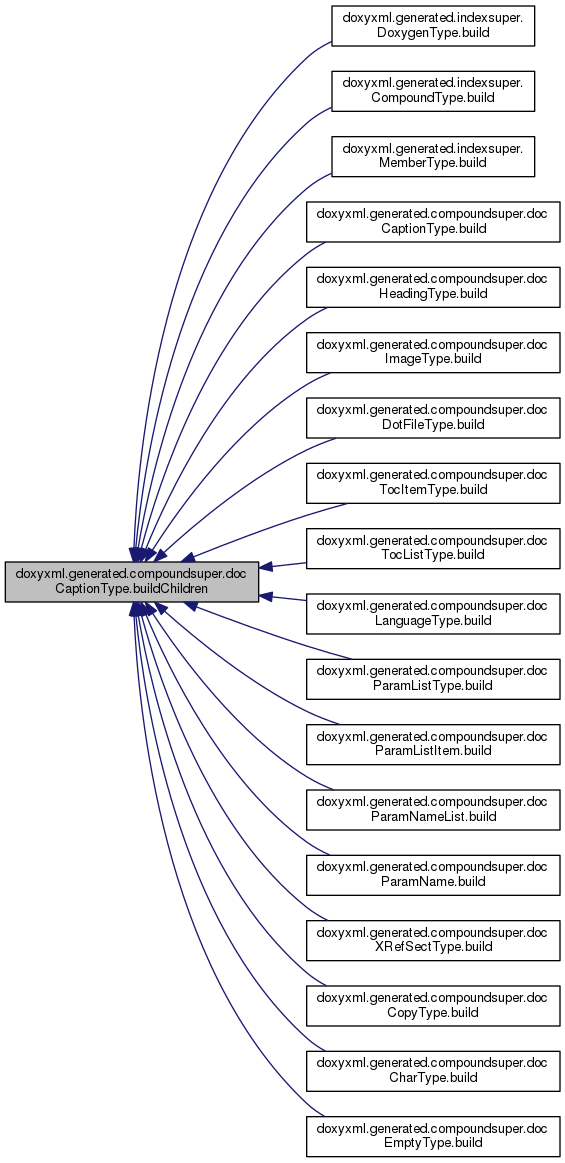 doxyxml.generated.indexsuper.
DoxygenType.build
doxyxml.generated.indexsuper.
CompoundType.build
doxyxml.generated.indexsuper.
MemberType.build
doxyxml.generated.compoundsuper.doc
CaptionType.build
doxyxml.generated.compoundsuper.doc
HeadingType.build
doxyxml.generated.compoundsuper.doc
ImageType.build
doxyxml.generated.compoundsuper.doc
DotFileType.build
doxyxml.generated.compoundsuper.doc
TocItemType.build
doxyxml.generated.compoundsuper.doc
TocListType.build
doxyxml.generated.compoundsuper.doc
CaptionType.buildChildren
doxyxml.generated.compoundsuper.doc
LanguageType.build
doxyxml.generated.compoundsuper.doc
ParamListType.build
doxyxml.generated.compoundsuper.doc
ParamListItem.build
doxyxml.generated.compoundsuper.doc
ParamNameList.build
doxyxml.generated.compoundsuper.doc
ParamName.build
doxyxml.generated.compoundsuper.doc
XRefSectType.build
doxyxml.generated.compoundsuper.doc
CopyType.build
doxyxml.generated.compoundsuper.doc
CharType.build
doxyxml.generated.compoundsuper.doc
EmptyType.build